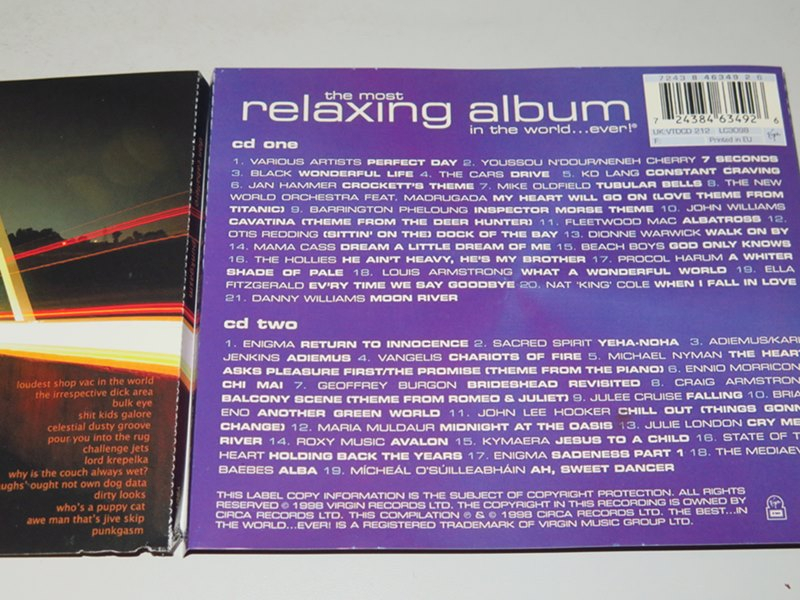 loudest shop vac in the world
the irrespective dick area
bulk eye
shit kids galore
celestial dusty groove
pour you into the rug
challenge jets
lord krepelka
why is the couch always wet?
ughs' ought not own dog data
dirty looks
who's a puppy cat
awe man that's jive skip
punkgasm
the most
relaxing album
in the world...ever!®
7243 8 46349 2 6
7 24384 63492 6
UK:VTDCD 212 LC3098
F: Printed in EU Virgin
cd one
1. VARIOUS ARTISTS PERFECT DAY 2. YOUSSOU N'DOUR/NENEH CHERRY 7 SECONDS
3. BLACK WONDERFUL LIFE 4. THE CARS DRIVE 5. KD LANG CONSTANT CRAVING
6. JAN HAMMER CROCKETT'S THEME 7. MIKE OLDFIELD TUBULAR BELLS 8. THE NEW
WORLD ORCHESTRA FEAT. MADRUGADA MY HEART WILL GO ON (LOVE THEME FROM
TITANIC) 9. BARRINGTON PHELOUNG INSPECTOR MORSE THEME 10. JOHN WILLIAMS
CAVATINA (THEME FROM THE DEER HUNTER) 11. FLEETWOOD MAC ALBATROSS 12.
OTIS REDDING (SITTIN' ON THE) DOCK OF THE BAY 13. DIONNE WARWICK WALK ON BY
14. MAMA CASS DREAM A LITTLE DREAM OF ME 15. BEACH BOYS GOD ONLY KNOWS
16. THE HOLLIES HE AIN'T HEAVY, HE'S MY BROTHER 17. PROCOL HARUM A WHITER
SHADE OF PALE 18. LOUIS ARMSTRONG WHAT A WONDERFUL WORLD 19. ELLA
FITZGERALD EV'RY TIME WE SAY GOODBYE 20. NAT 'KING' COLE WHEN I FALL IN LOVE
21. DANNY WILLIAMS MOON RIVER
cd two
1. ENIGMA RETURN TO INNOCENCE 2. SACRED SPIRIT YEHA-NOHA 3. ADIEMUS/KARL
JENKINS ADIEMUS 4. VANGELIS CHARIOTS OF FIRE 5. MICHAEL NYMAN THE HEART
ASKS PLEASURE FIRST/THE PROMISE (THEME FROM THE PIANO) 6. ENNIO MORRICON
CHI MAI 7. GEOFFREY BURGON BRIDESHEAD REVISITED 8. CRAIG ARMSTRONG
BALCONY SCENE (THEME FROM ROMEO & JULIET) 9. JULEE CRUISE FALLING 10. BRIA
ENO ANOTHER GREEN WORLD 11. JOHN LEE HOOKER CHILL OUT (THINGS GONN
CHANGE) 12. MARIA MULDAUR MIDNIGHT AT THE OASIS 13. JULIE LONDON CRY ME
RIVER 14. ROXY MUSIC AVALON 15. KYMAERA JESUS TO A CHILD 16. STATE OF T
HEART HOLDING BACK THE YEARS 17. ENIGMA SADENESS PART 1 18. THE MEDIAEV
BAEBES ALBA 19. MÍCHEÁL O'SÚILLEABHÁIN AH, SWEET DANCER
THIS LABEL COPY INFORMATION IS THE SUBJECT OF COPYRIGHT PROTECTION. ALL RIGHTS
RESERVED © 1998 VIRGIN RECORDS LTD. THE COPYRIGHT IN THIS RECORDING IS OWNED BY
CIRCA RECORDS LTD. THIS COMPILATION ℗ & © 1998 CIRCA RECORDS LTD. THE BEST...IN
THE WORLD...EVER! IS A REGISTERED TRADEMARK OF VIRGIN MUSIC GROUP LTD.
EMI